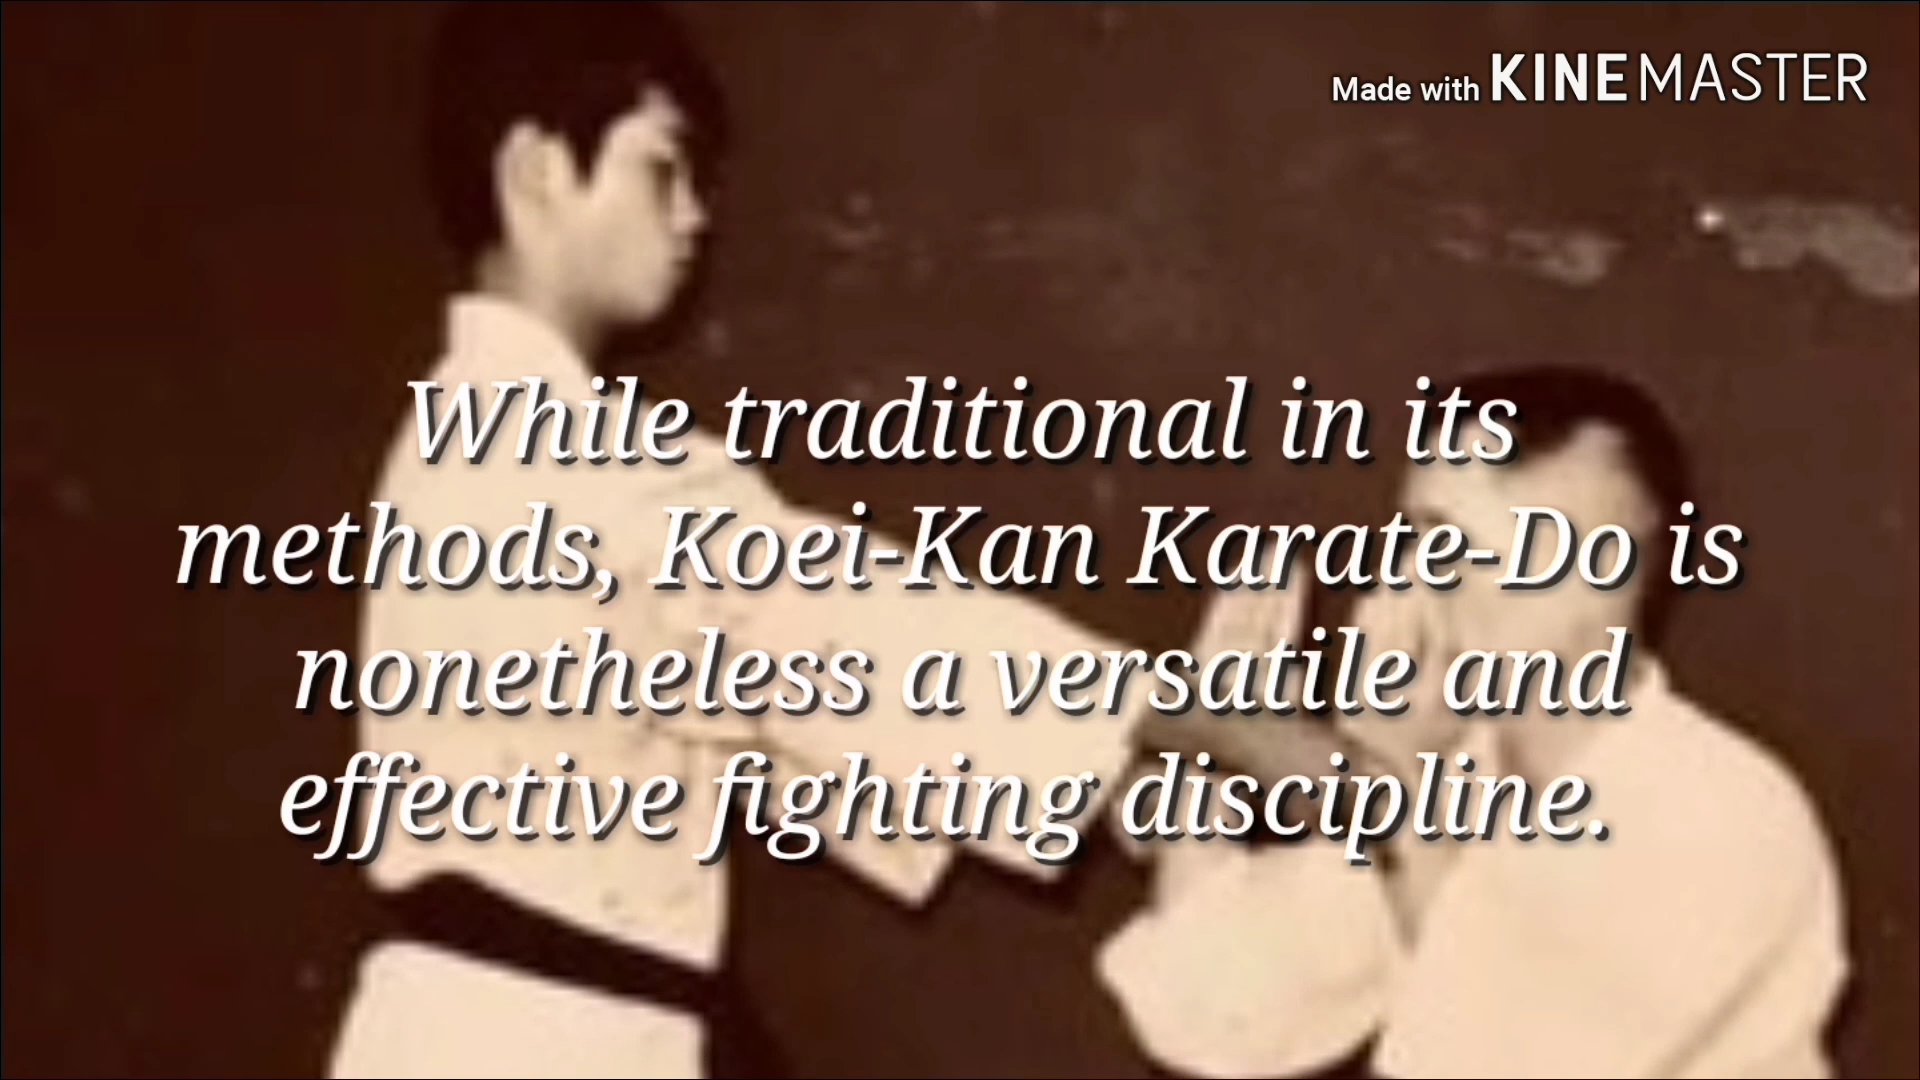 Made with KINEMASTER
While traditional in its
methods, Koei-Kan Karate-Do is
nonetheless a versatile and
effective fighting discipline.